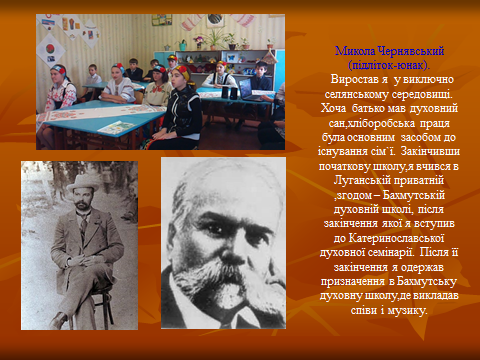 Микола Чернявський
(підліток-юнак).
Виростав я у виключно
селянському середовищі.
Хоча батько мав духовний
сан,хліборобська праця
була основним засобом до
існування сім`ї. Закінчивши
початкову школу,я вчився в
Луганській приватній
,згодом – Бахмутській
духовній школі, після
закінчення якої я вступив
до Катеринославської
духовної семінарії. Після її
закінчення я одержав
призначення в Бахмутську
духовну школу,де викладав
співи і музику.